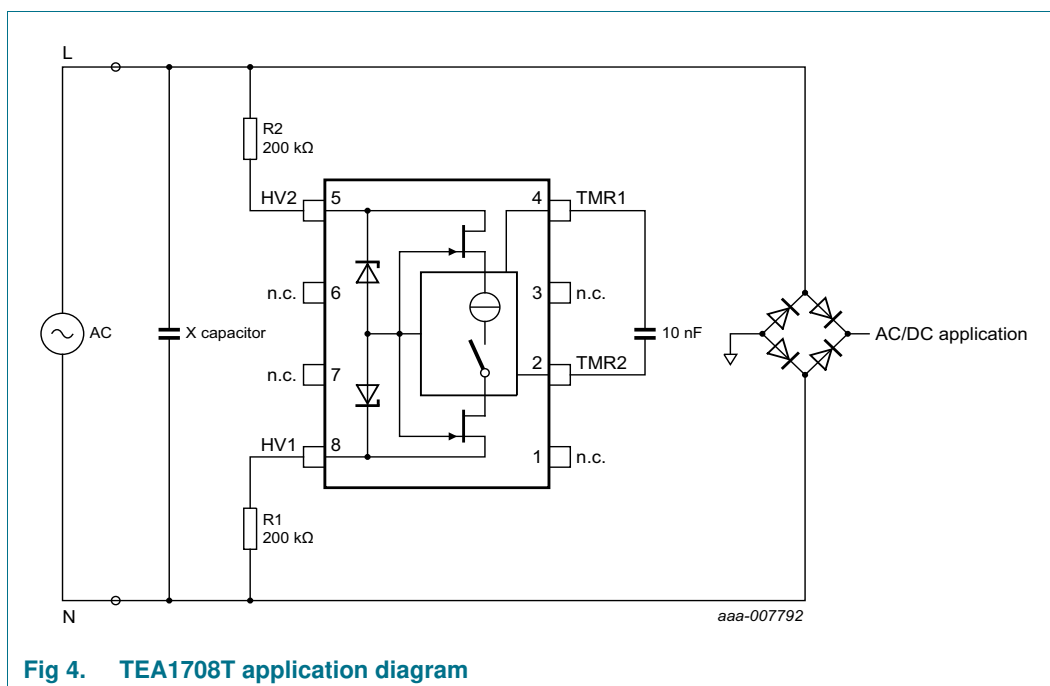 L
R2
200 kΩ
HV2
5
4
TMR1
n.c.
6
3
n.c.
AC
X capacitor
10 nF
AC/DC application
n.c.
7
2
TMR2
HV1
8
1
n.c.
R1
200 kΩ
N
aaa-007792
Fig 4. TEA1708T application diagram